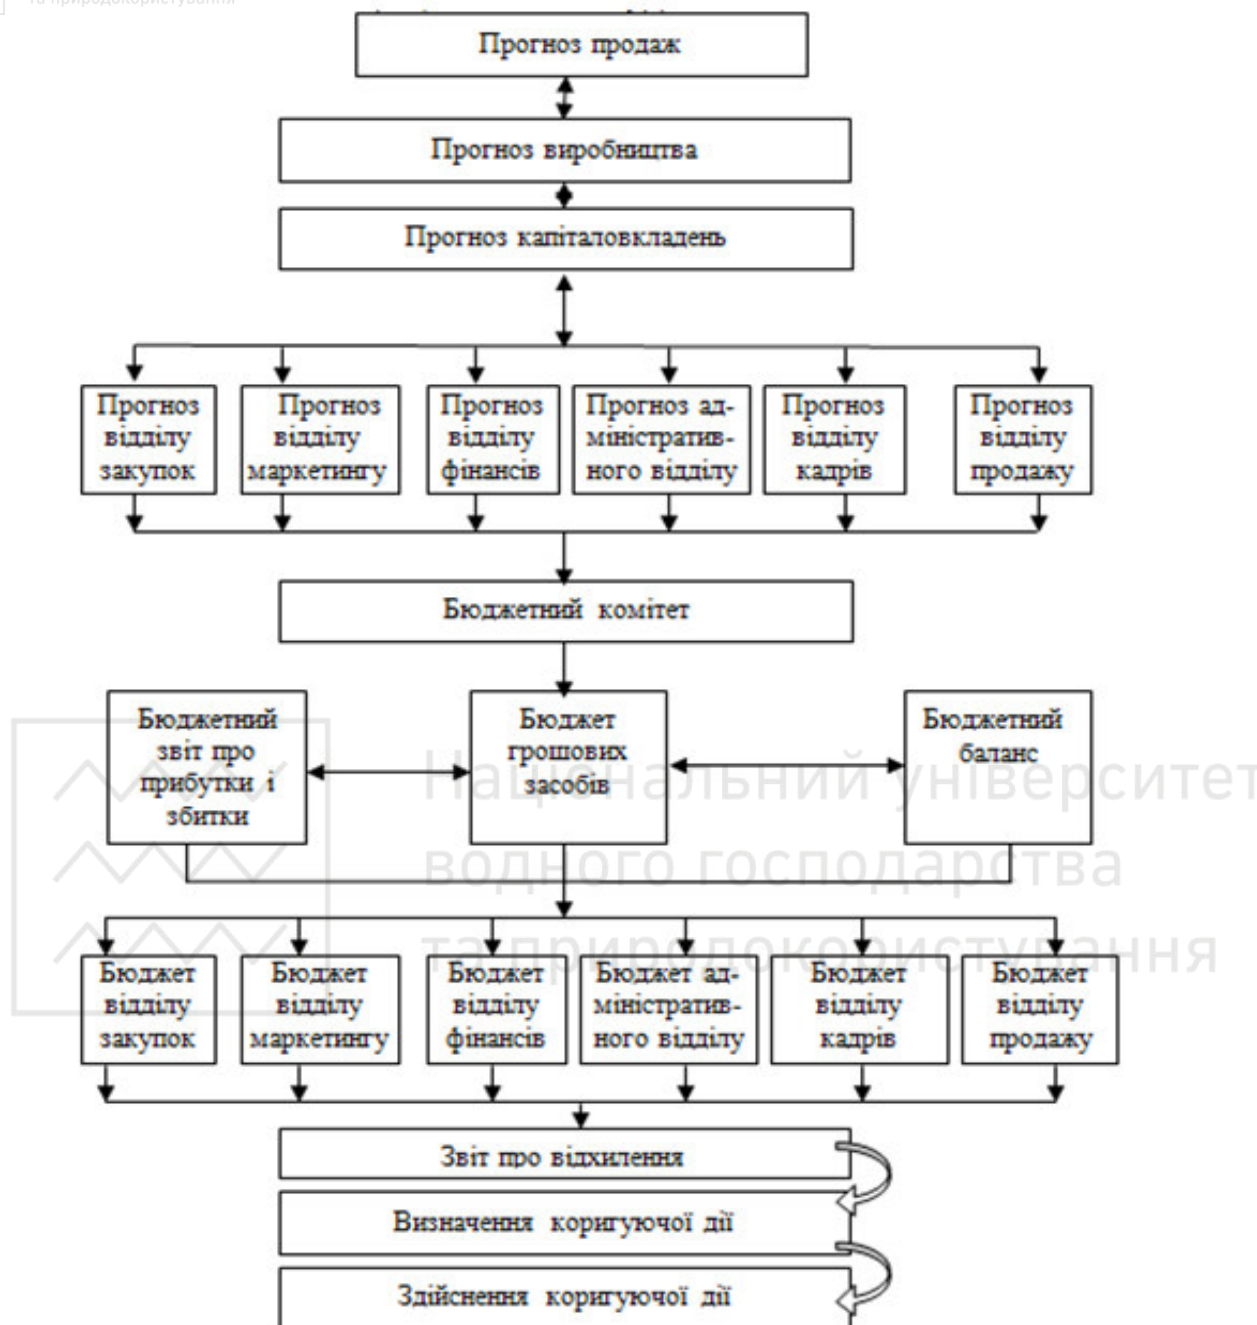 та природокористування
Прогноз продаж
Прогноз виробництва
Прогноз капіталовкладень
Прогноз
відділу
закупок
Прогноз
відділу
маркетингу
Прогноз
відділу
фінансів
Прогноз ад-
міністратив-
ного відділу
Прогноз
відділу
кадрів
Прогноз
відділу
продажу
Бюджетний комітет
Бюджетний
звіт про
прибутки і
збитки
Бюджет
грошових
засобів
Бюджетний
баланс
Національний університет
водного господарства
та природокористування
Бюджет
відділу
закупок
Бюджет
відділу
маркетингу
Бюджет
відділу
фінансів
Бюджет ад-
міністратив-
ного відділу
Бюджет
відділу
кадрів
Бюджет
відділу
продажу
Звіт про відхилення
Визначення коригуючої дії
Здійснення коригуючої дії